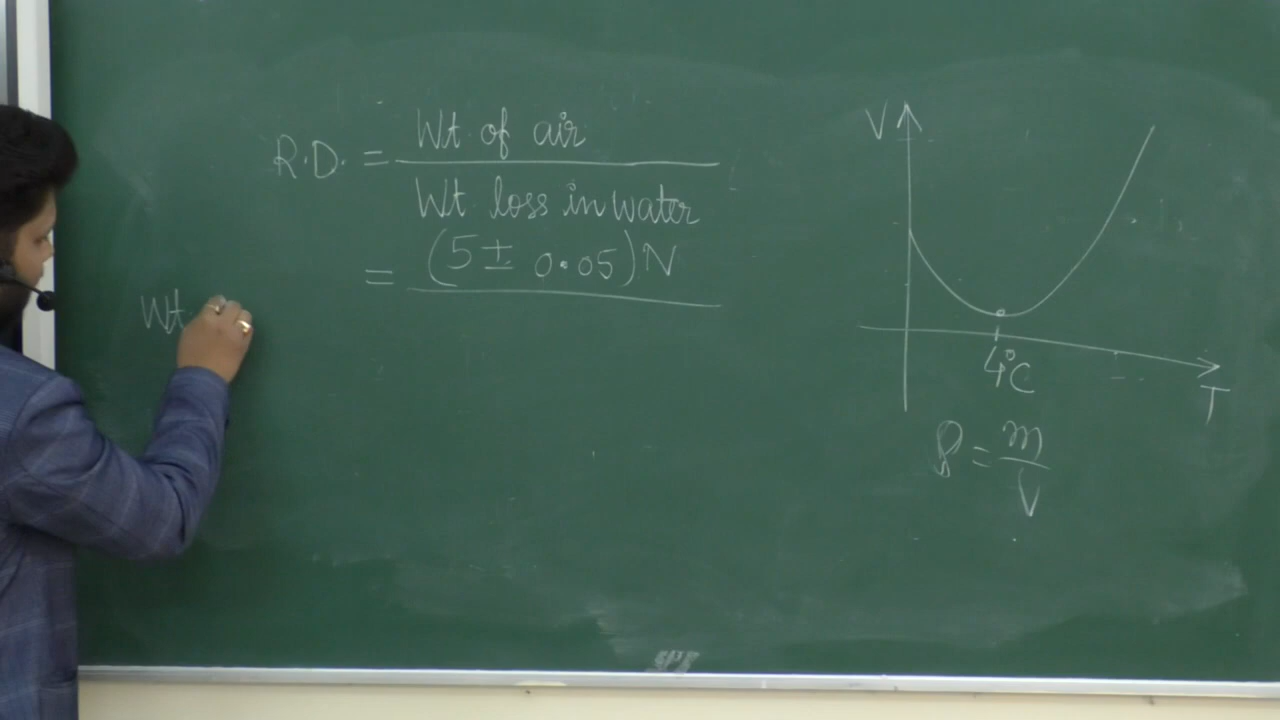 R.D. = Wt. of air
Wt. loss in water
= (5 ± 0.05) N
Wt
V
4°C
T
ρ = m
V